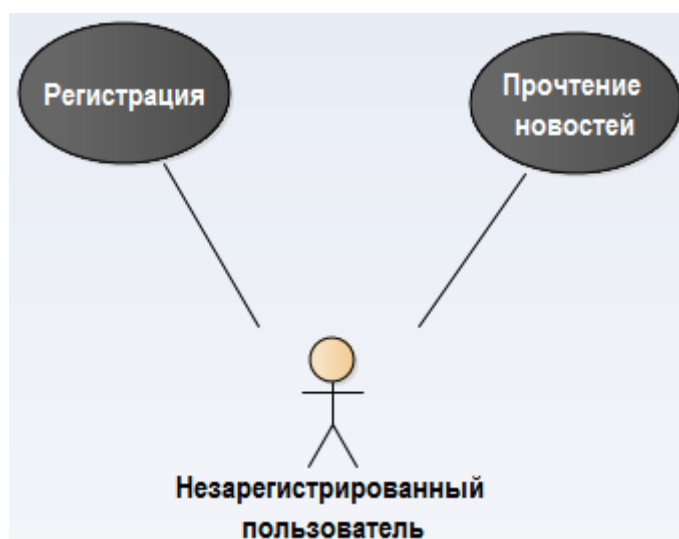 Регистрация
Прочтение
новостей
Незарегистрированный
пользователь